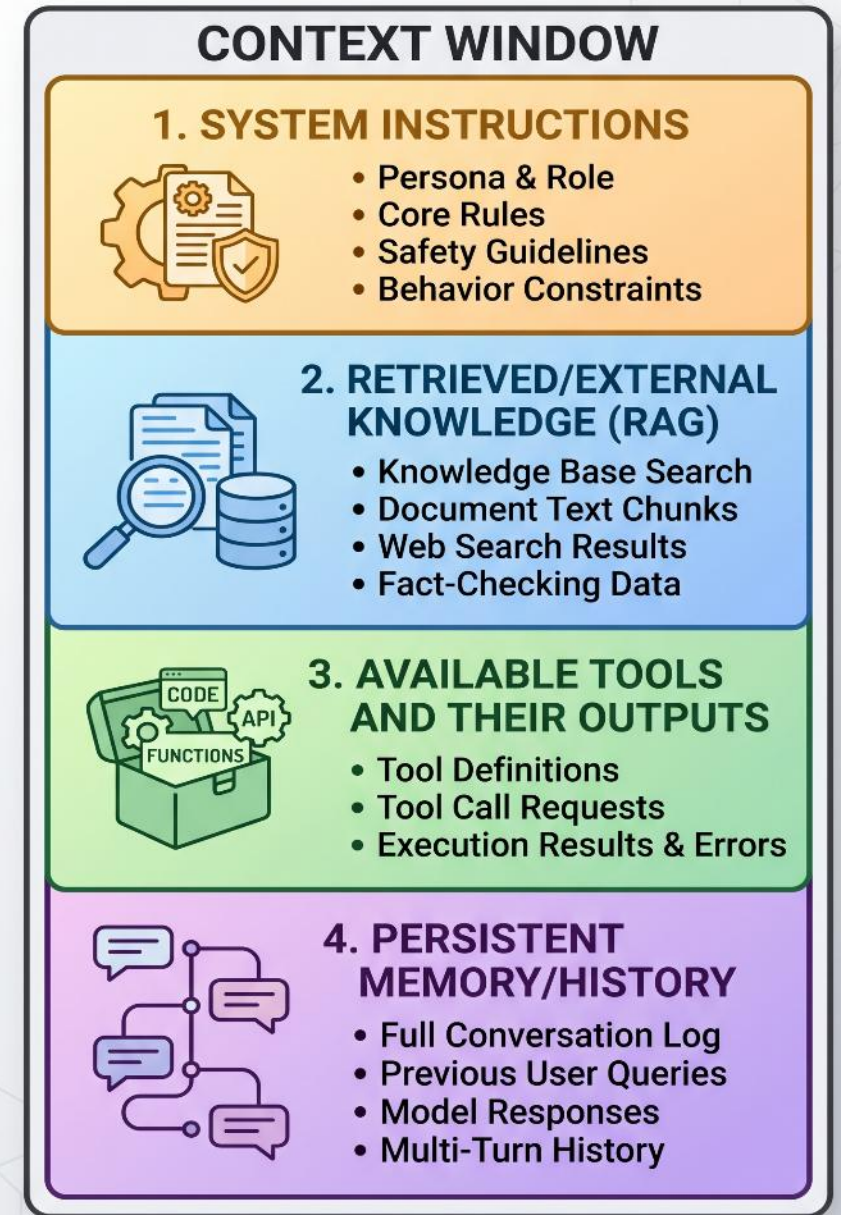 CONTEXT WINDOW
1. SYSTEM INSTRUCTIONS
• Persona & Role
• Core Rules
• Safety Guidelines
• Behavior Constraints
2. RETRIEVED/EXTERNAL
KNOWLEDGE (RAG)
• Knowledge Base Search
• Document Text Chunks
• Web Search Results
• Fact-Checking Data
CODE
API
FUNCTIONS
3. AVAILABLE TOOLS
AND THEIR OUTPUTS
• Tool Definitions
• Tool Call Requests
• Execution Results & Errors
4. PERSISTENT
MEMORY/HISTORY
• Full Conversation Log
• Previous User Queries
• Model Responses
• Multi-Turn History